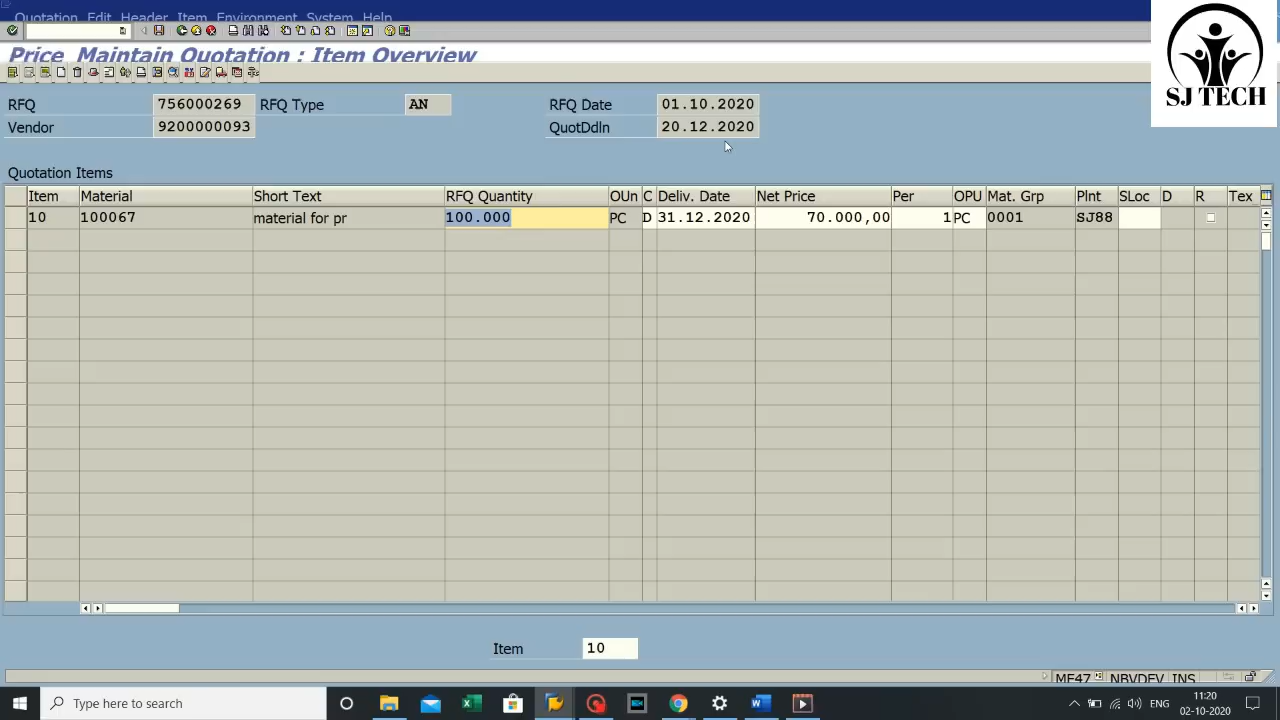 Quotation Edit Header Item Environment System Help
Price Maintain Quotation : Item Overview
SJ TECH
RFQ 756000269 RFQ Type AN RFQ Date 01.10.2020
Vendor 9200000093 QuotDdln 20.12.2020
Quotation Items
Item Material Short Text RFQ Quantity OUn C Deliv. Date Net Price Per OPU Mat. Grp Plnt SLoc D R Tex
10 100067 material for pr 100.000 PC D 31.12.2020 70.000,00 1 PC 0001 SJ88
Item 10
ME47 NBVDEV INS
Type here to search
ENG
11:20
02-10-2020